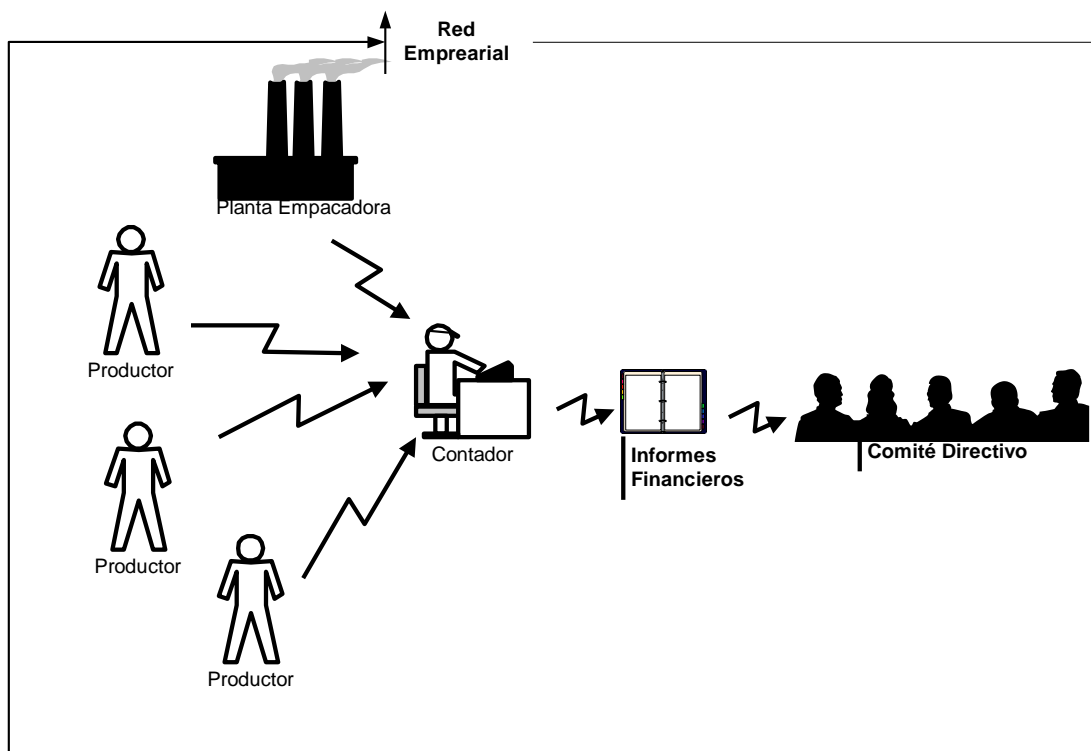 Red
Emprearial
Planta Empacadora
Productor
Contador
Informes
Financieros
Comité Directivo
Productor
Productor